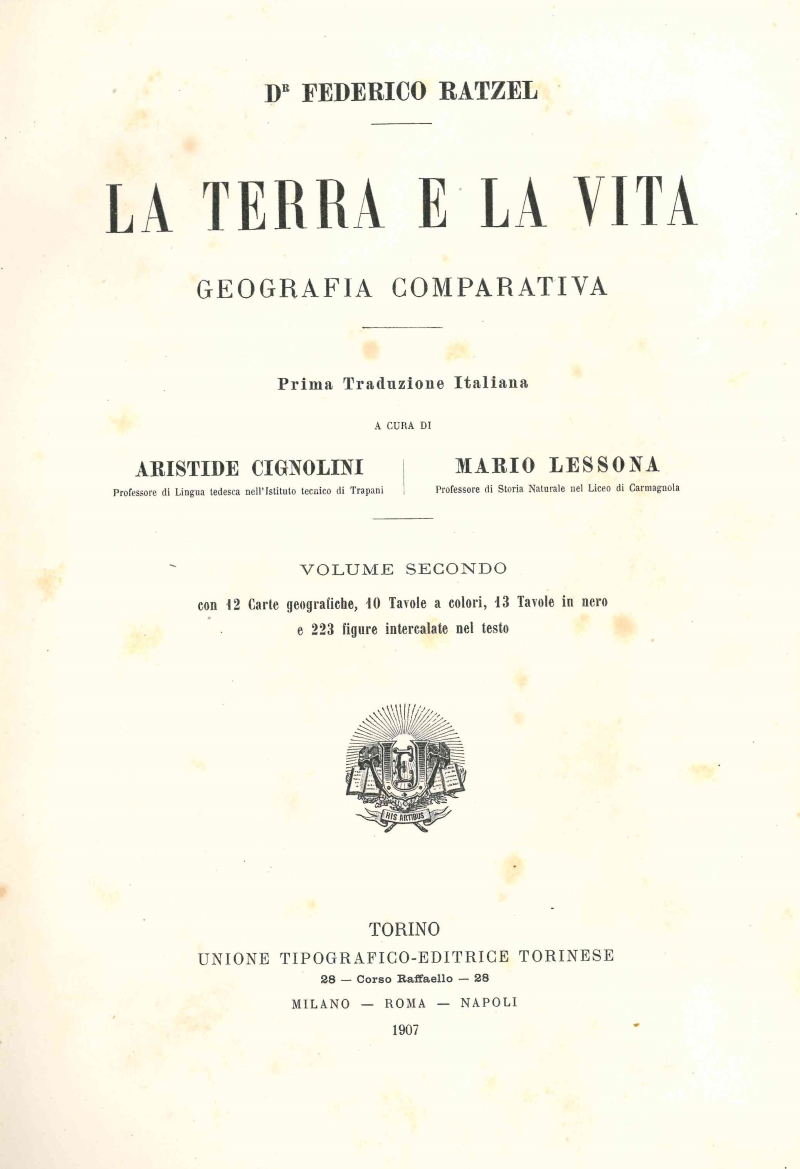 Dʀ FEDERICO RATZEL
LA TERRA E LA VITA
GEOGRAFIA COMPARATIVA
Prima Traduzione Italiana
A CURA DI
ARISTIDE CIGNOLINI
Professore di Lingua tedesca nell'Istituto tecnico di Trapani
MARIO LESSONA
Professore di Storia Naturale nel Liceo di Carmagnola
VOLUME SECONDO
con 12 Carte geografiche, 10 Tavole a colori, 13 Tavole in nero
e 223 figure intercalate nel testo
HIS ARTIBUS
TORINO
UNIONE TIPOGRAFICO-EDITRICE TORINESE
28 — Corso Raffaello — 28
MILANO — ROMA — NAPOLI
1907